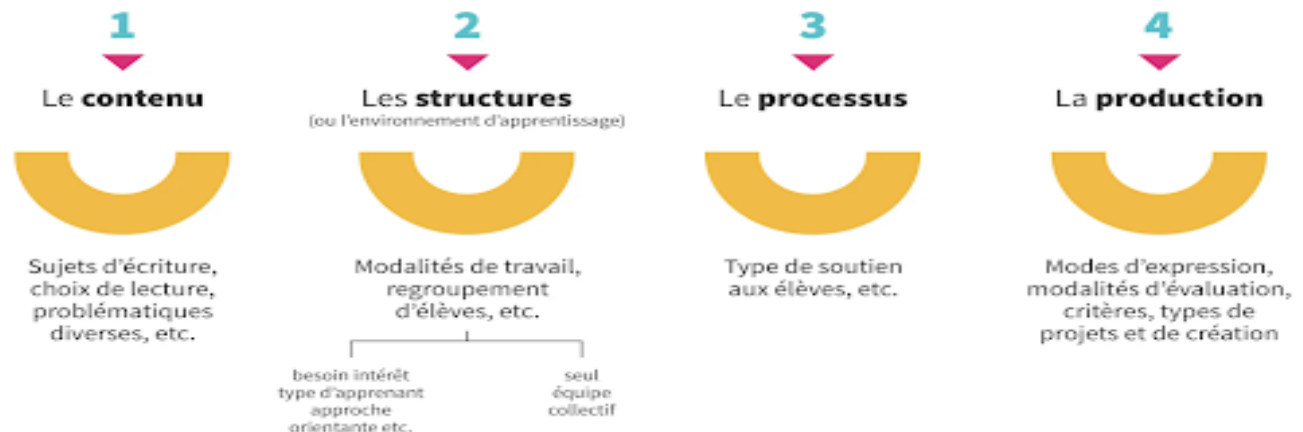 1
Le contenu
Sujets d'écriture,
choix de lecture,
problématiques
diverses, etc.
2
Les structures
(ou l'environnement d'apprentissage)
Modalités de travail,
regroupement
d'élèves, etc.
besoin intérêt
type d'apprenant
approche
orientante etc.
seul
équipe
collectif
3
Le processus
Type de soutien
aux élèves, etc.
4
La production
Modes d'expression,
modalités d'évaluation,
critères, types de
projets et de création